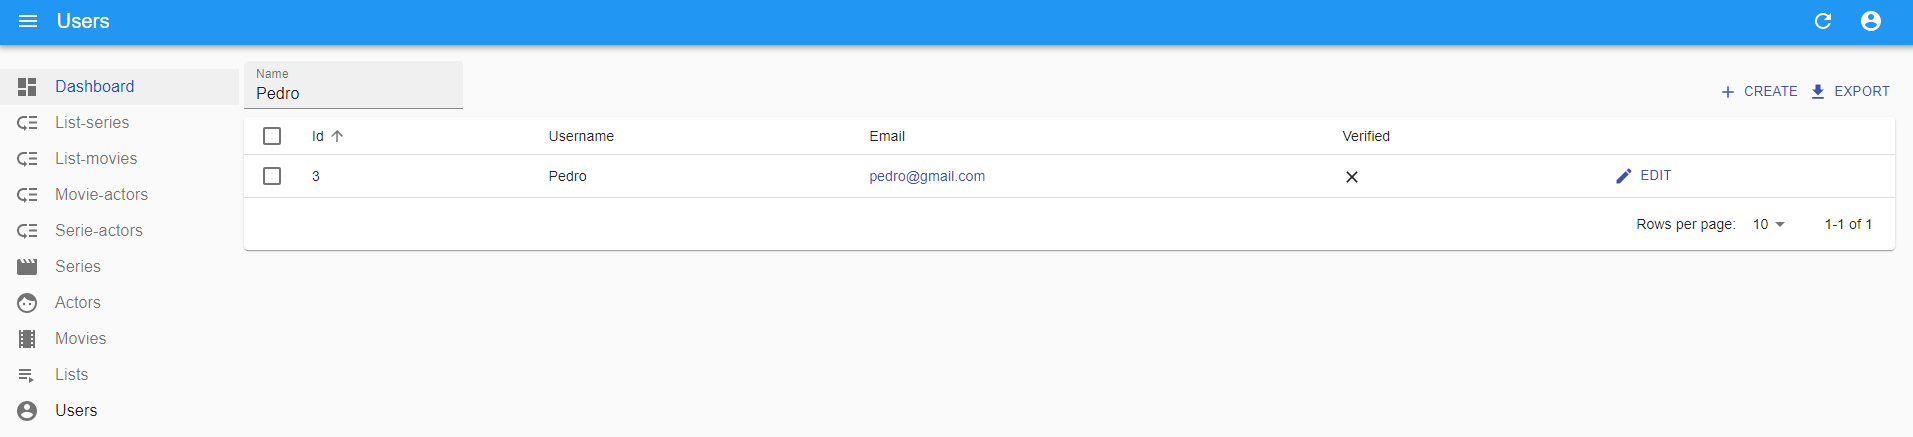 Users
Dashboard
List-series
List-movies
Movie-actors
Serie-actors
Series
Actors
Movies
Lists
Users
Name
Pedro
CREATE EXPORT
Id Username Email Verified
3 Pedro pedro@gmail.com EDIT
Rows per page: 10 1-1 of 1